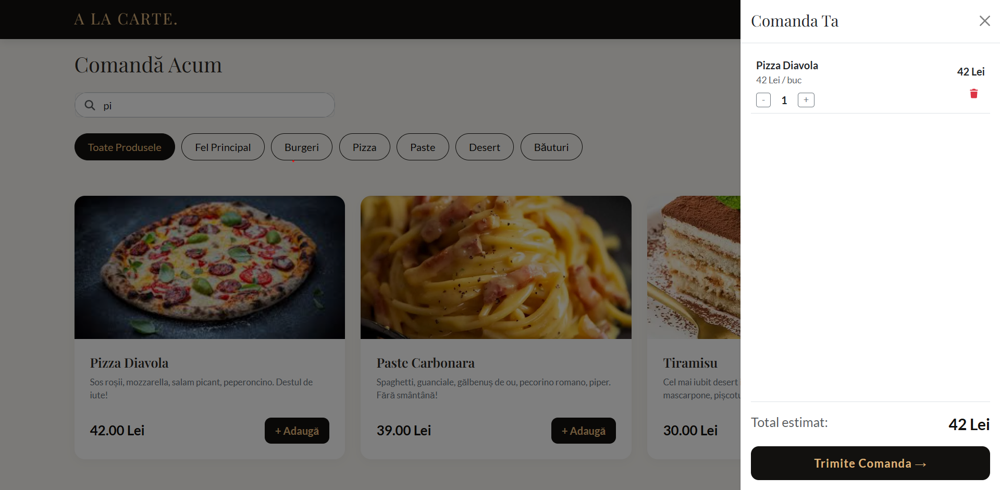 A LA CARTE.
Comandă Acum
pi
Toate Produsele
Fel Principal
Burgeri
Pizza
Paste
Desert
Băuturi
Pizza Diavola
Sos roșii, mozzarella, salam picant, peperoncino. Destul de
iute!
42.00 Lei
+ Adaugă
Paste Carbonara
Spaghetti, guanciale, gălbenuș de ou, pecorino romano, piper.
Fără smântână!
39.00 Lei
+ Adaugă
Tiramisu
Cel mai iubit desert
mascarpone, pișcotu
30.00 Lei
Comanda Ta
Pizza Diavola
42 Lei / buc
- 1 +
42 Lei
Total estimat:
42 Lei
Trimite Comanda →